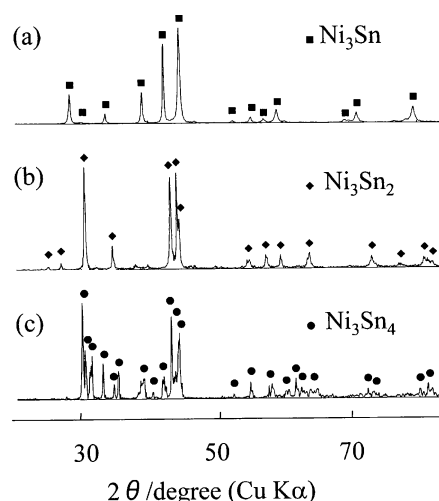 (a) ■ Ni₃Sn
(b) ◆ Ni₃Sn₂
(c) ● Ni₃Sn₄
30 50 70
2 θ /degree (Cu Kα)